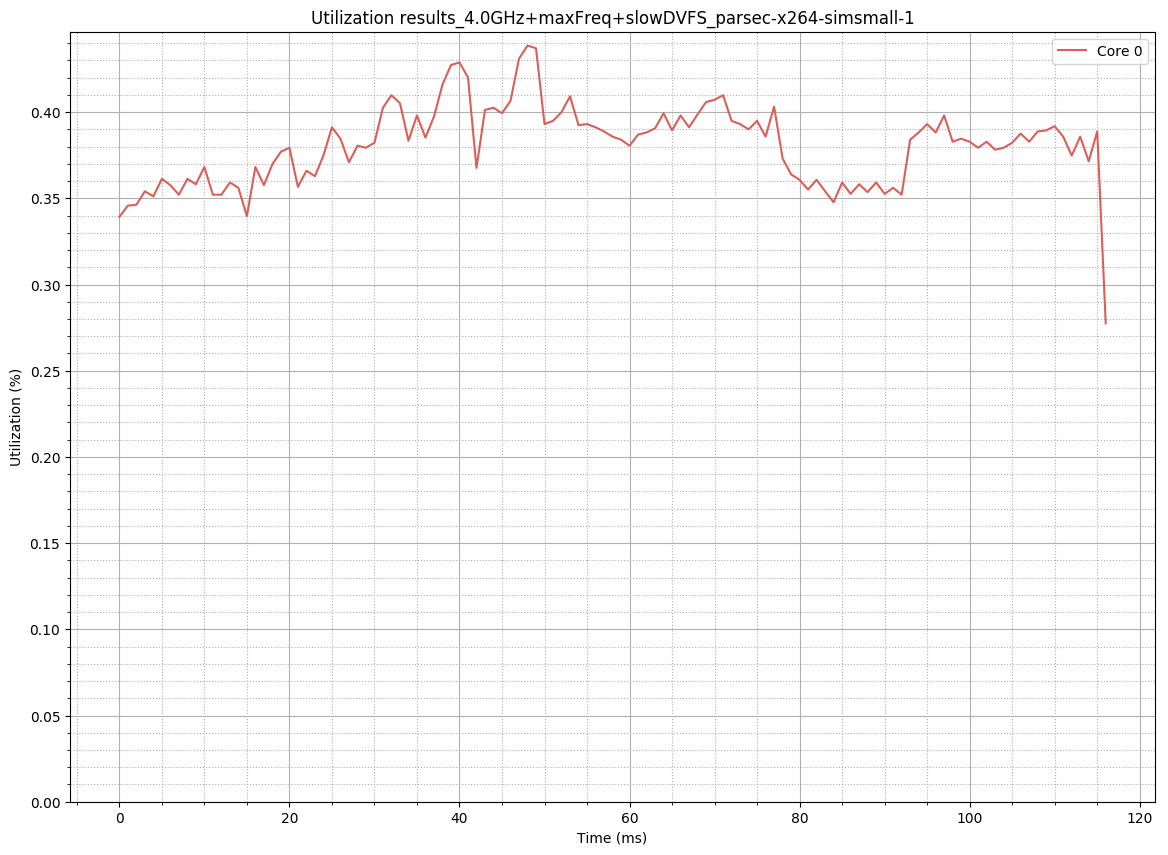 Utilization results_4.0GHz+maxFreq+slowDVFS_parsec-x264-simsmall-1
Core 0
Utilization (%)
0.40
0.35
0.30
0.25
0.20
0.15
0.10
0.05
0.00
0 20 40 60 80 100 120
Time (ms)